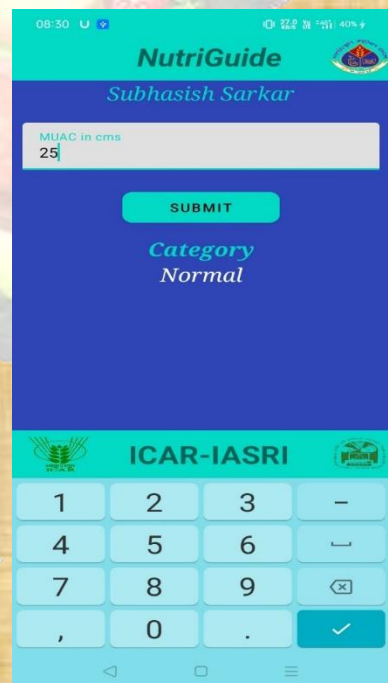 08:30
40%
NutriGuide
Subhasish Sarkar
MUAC in cms
25
SUBMIT
Category
Normal
ICAR-IASRI
1 2 3 -
4 5 6
7 8 9
, 0 .